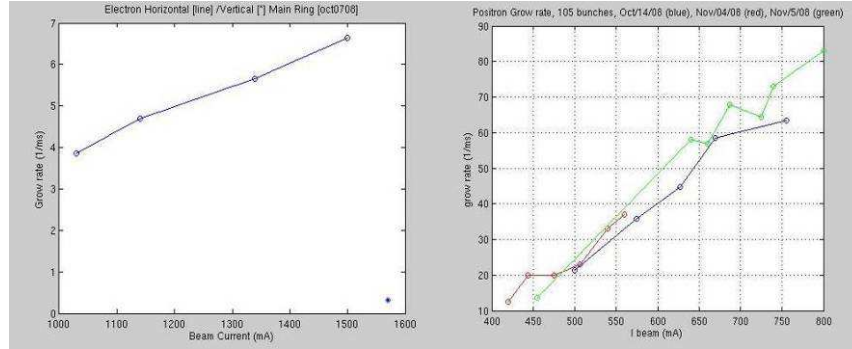 Electron Horizontal [line] /Vertical [*] Main Ring [oct0708]
7
6
5
4
3
2
1
0
Grow rate (1/ms)
1000 1100 1200 1300 1400 1500 1600
Beam Current (mA)
Positron Grow rate, 105 bunches, Oct/14/08 (blue), Nov/04/08 (red), Nov/5/08 (green)
90
80
70
60
50
40
30
20
10
grow rate (1/ms)
400 450 500 550 600 650 700 750 800
I beam (mA)